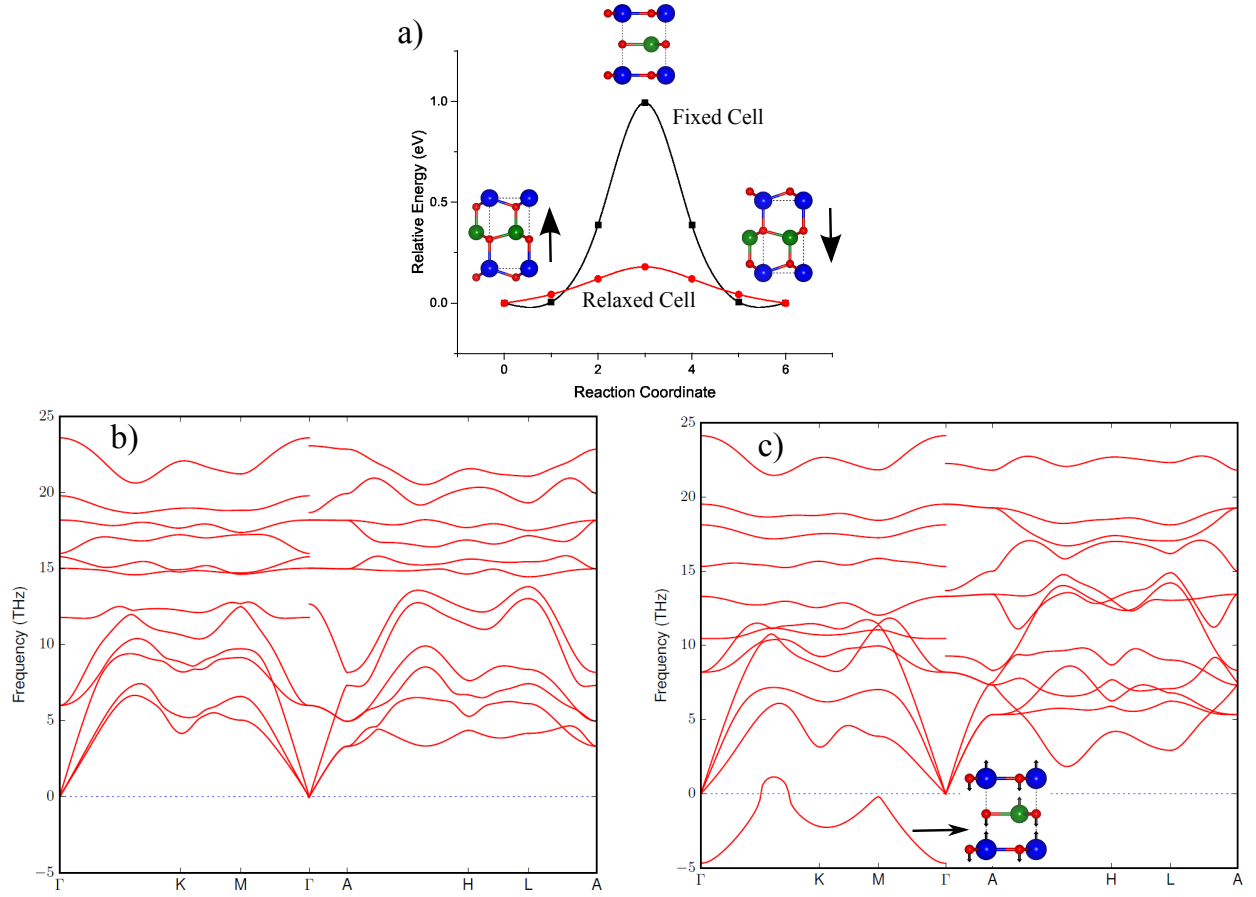 a)
Relative Energy (eV)
1.0
0.5
0.0
Fixed Cell
Relaxed Cell
0 2 4 6
Reaction Coordinate
b)
Frequency (THz)
25
20
15
10
5
0
−5
Γ K M Γ A H L A
c)
Frequency (THz)
25
20
15
10
5
0
−5
Γ K M Γ A H L A